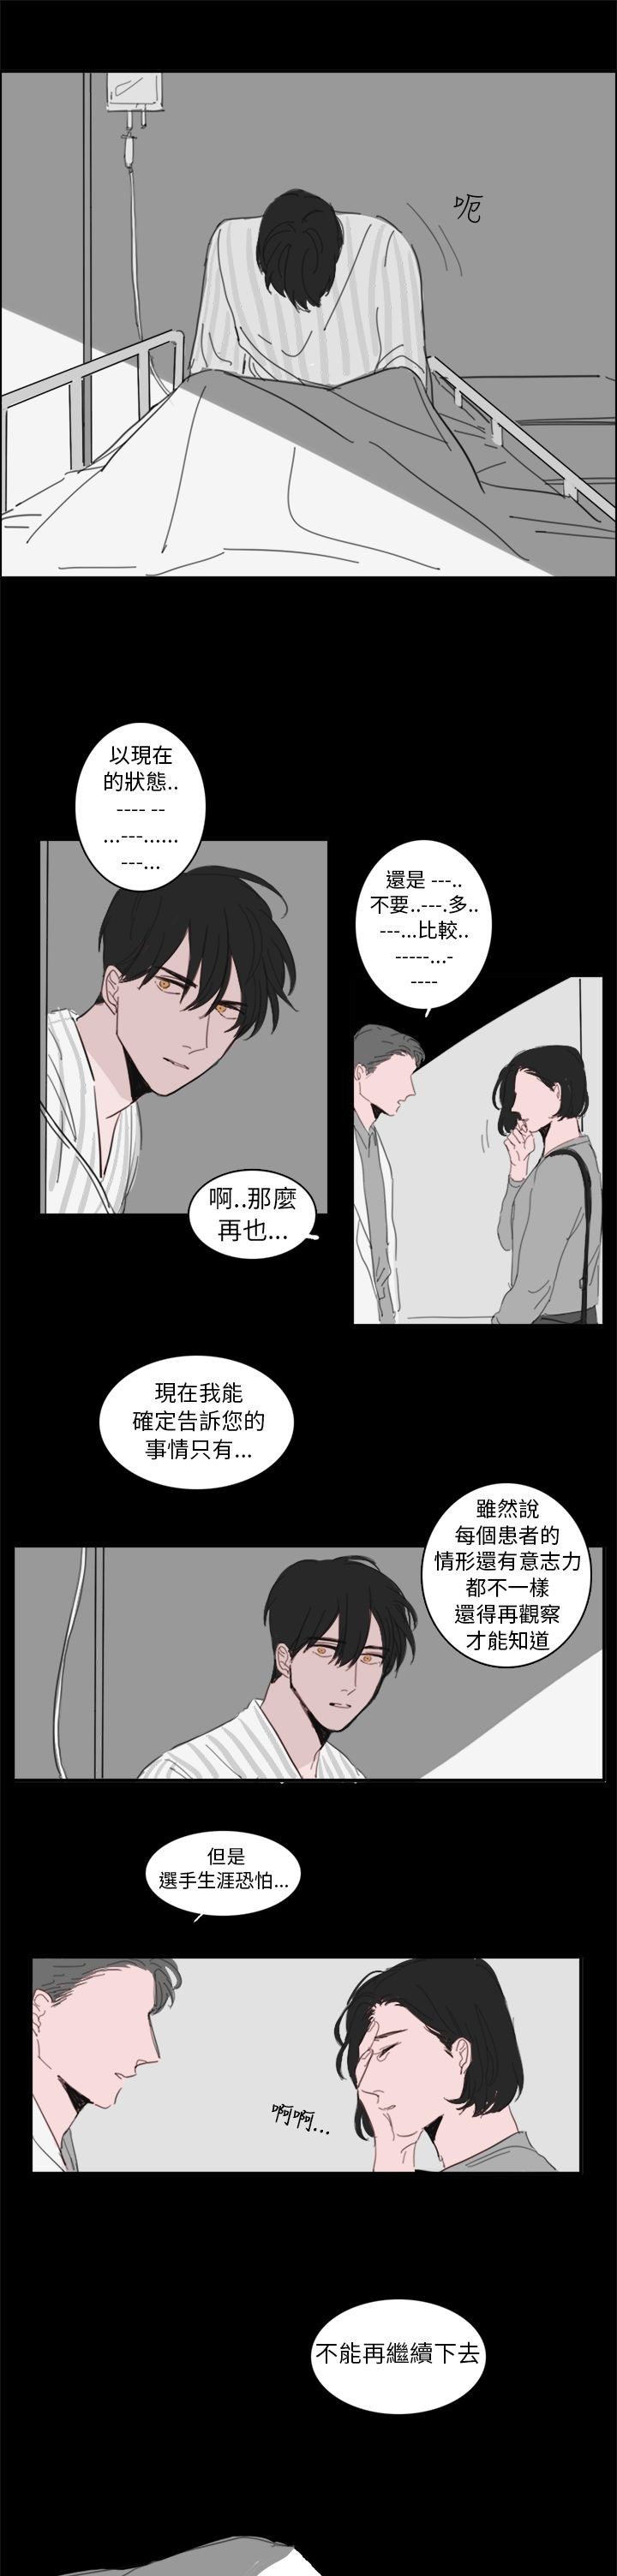 呃
以現在
的狀態..
---- --
...---......
---...
還是 ---..
不要..---.多..
---...比較..
-----...-
----
啊..那麼
再也...
現在我能
確定告訴您的
事情只有...
雖然說
每個患者的
情形還有意志力
都不一樣
還得再觀察
才能知道
但是
選手生涯恐怕...
啊啊...
不能再繼續下去